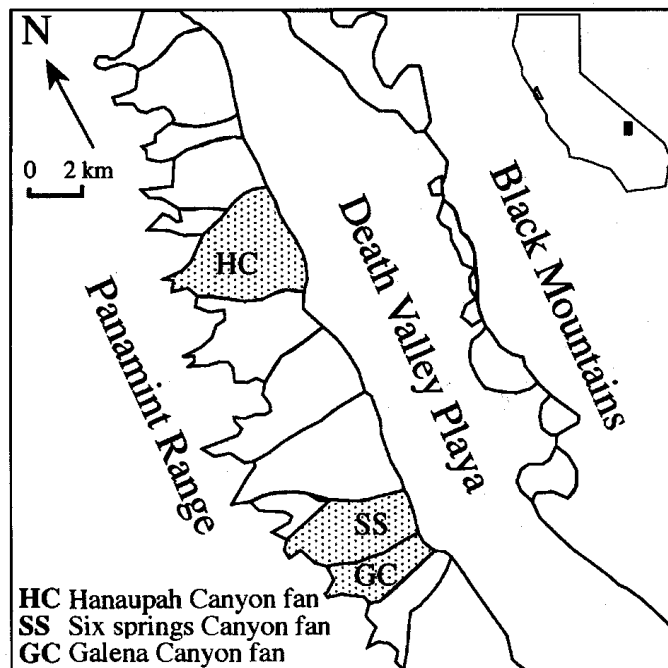 N
0 2 km
HC
Panamint Range
Death Valley Playa
Black Mountains
SS
GC
HC Hanaupah Canyon fan
SS Six springs Canyon fan
GC Galena Canyon fan